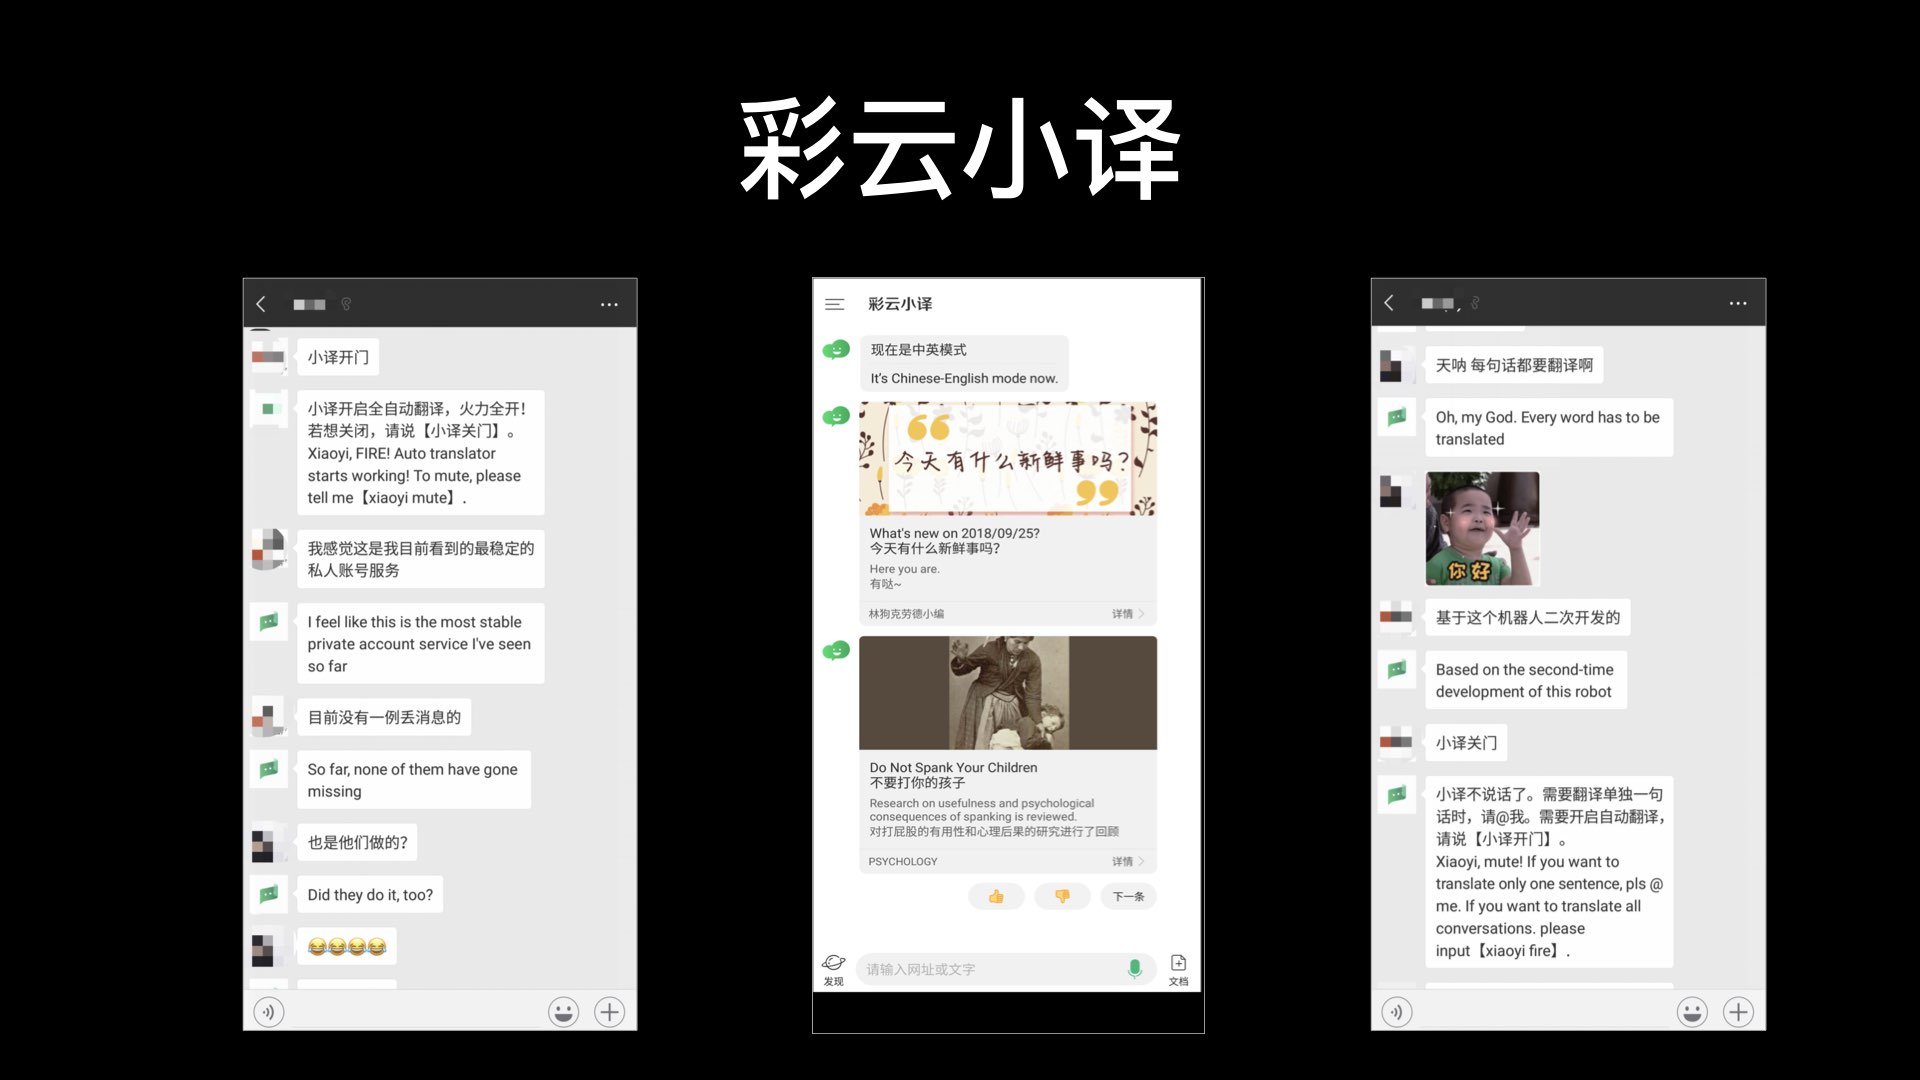 彩云小译
小译开门
小译开启全自动翻译，火力全开！
若想关闭，请说【小译关门】。
Xiaoyi, FIRE! Auto translator
starts working! To mute, please
tell me【xiaoyi mute】.
我感觉这是我目前看到的最稳定的
私人账号服务
I feel like this is the most stable
private account service I've seen
so far
目前没有一例丢消息的
So far, none of them have gone
missing
也是他们做的？
Did they do it, too?
彩云小译
现在是中英模式
It's Chinese-English mode now.
今天有什么新鲜事吗？
What's new on 2018/09/25?
今天有什么新鲜事吗？
Here you are.
有哒~
林狗克劳德小编
详情
Do Not Spank Your Children
不要打你的孩子
Research on usefulness and psychological
consequences of spanking is reviewed.
对打屁股的有用性和心理后果的研究进行了回顾
PSYCHOLOGY
详情
下一条
发现
请输入网址或文字
文档
天呐 每句话都要翻译啊
Oh, my God. Every word has to be
translated
你好
基于这个机器人二次开发的
Based on the second-time
development of this robot
小译关门
小译不说话了。需要翻译单独一句
话时，请@我。需要开启自动翻译，
请说【小译开门】。
Xiaoyi, mute! If you want to
translate only one sentence, pls @
me. If you want to translate all
conversations. please
input【xiaoyi fire】.